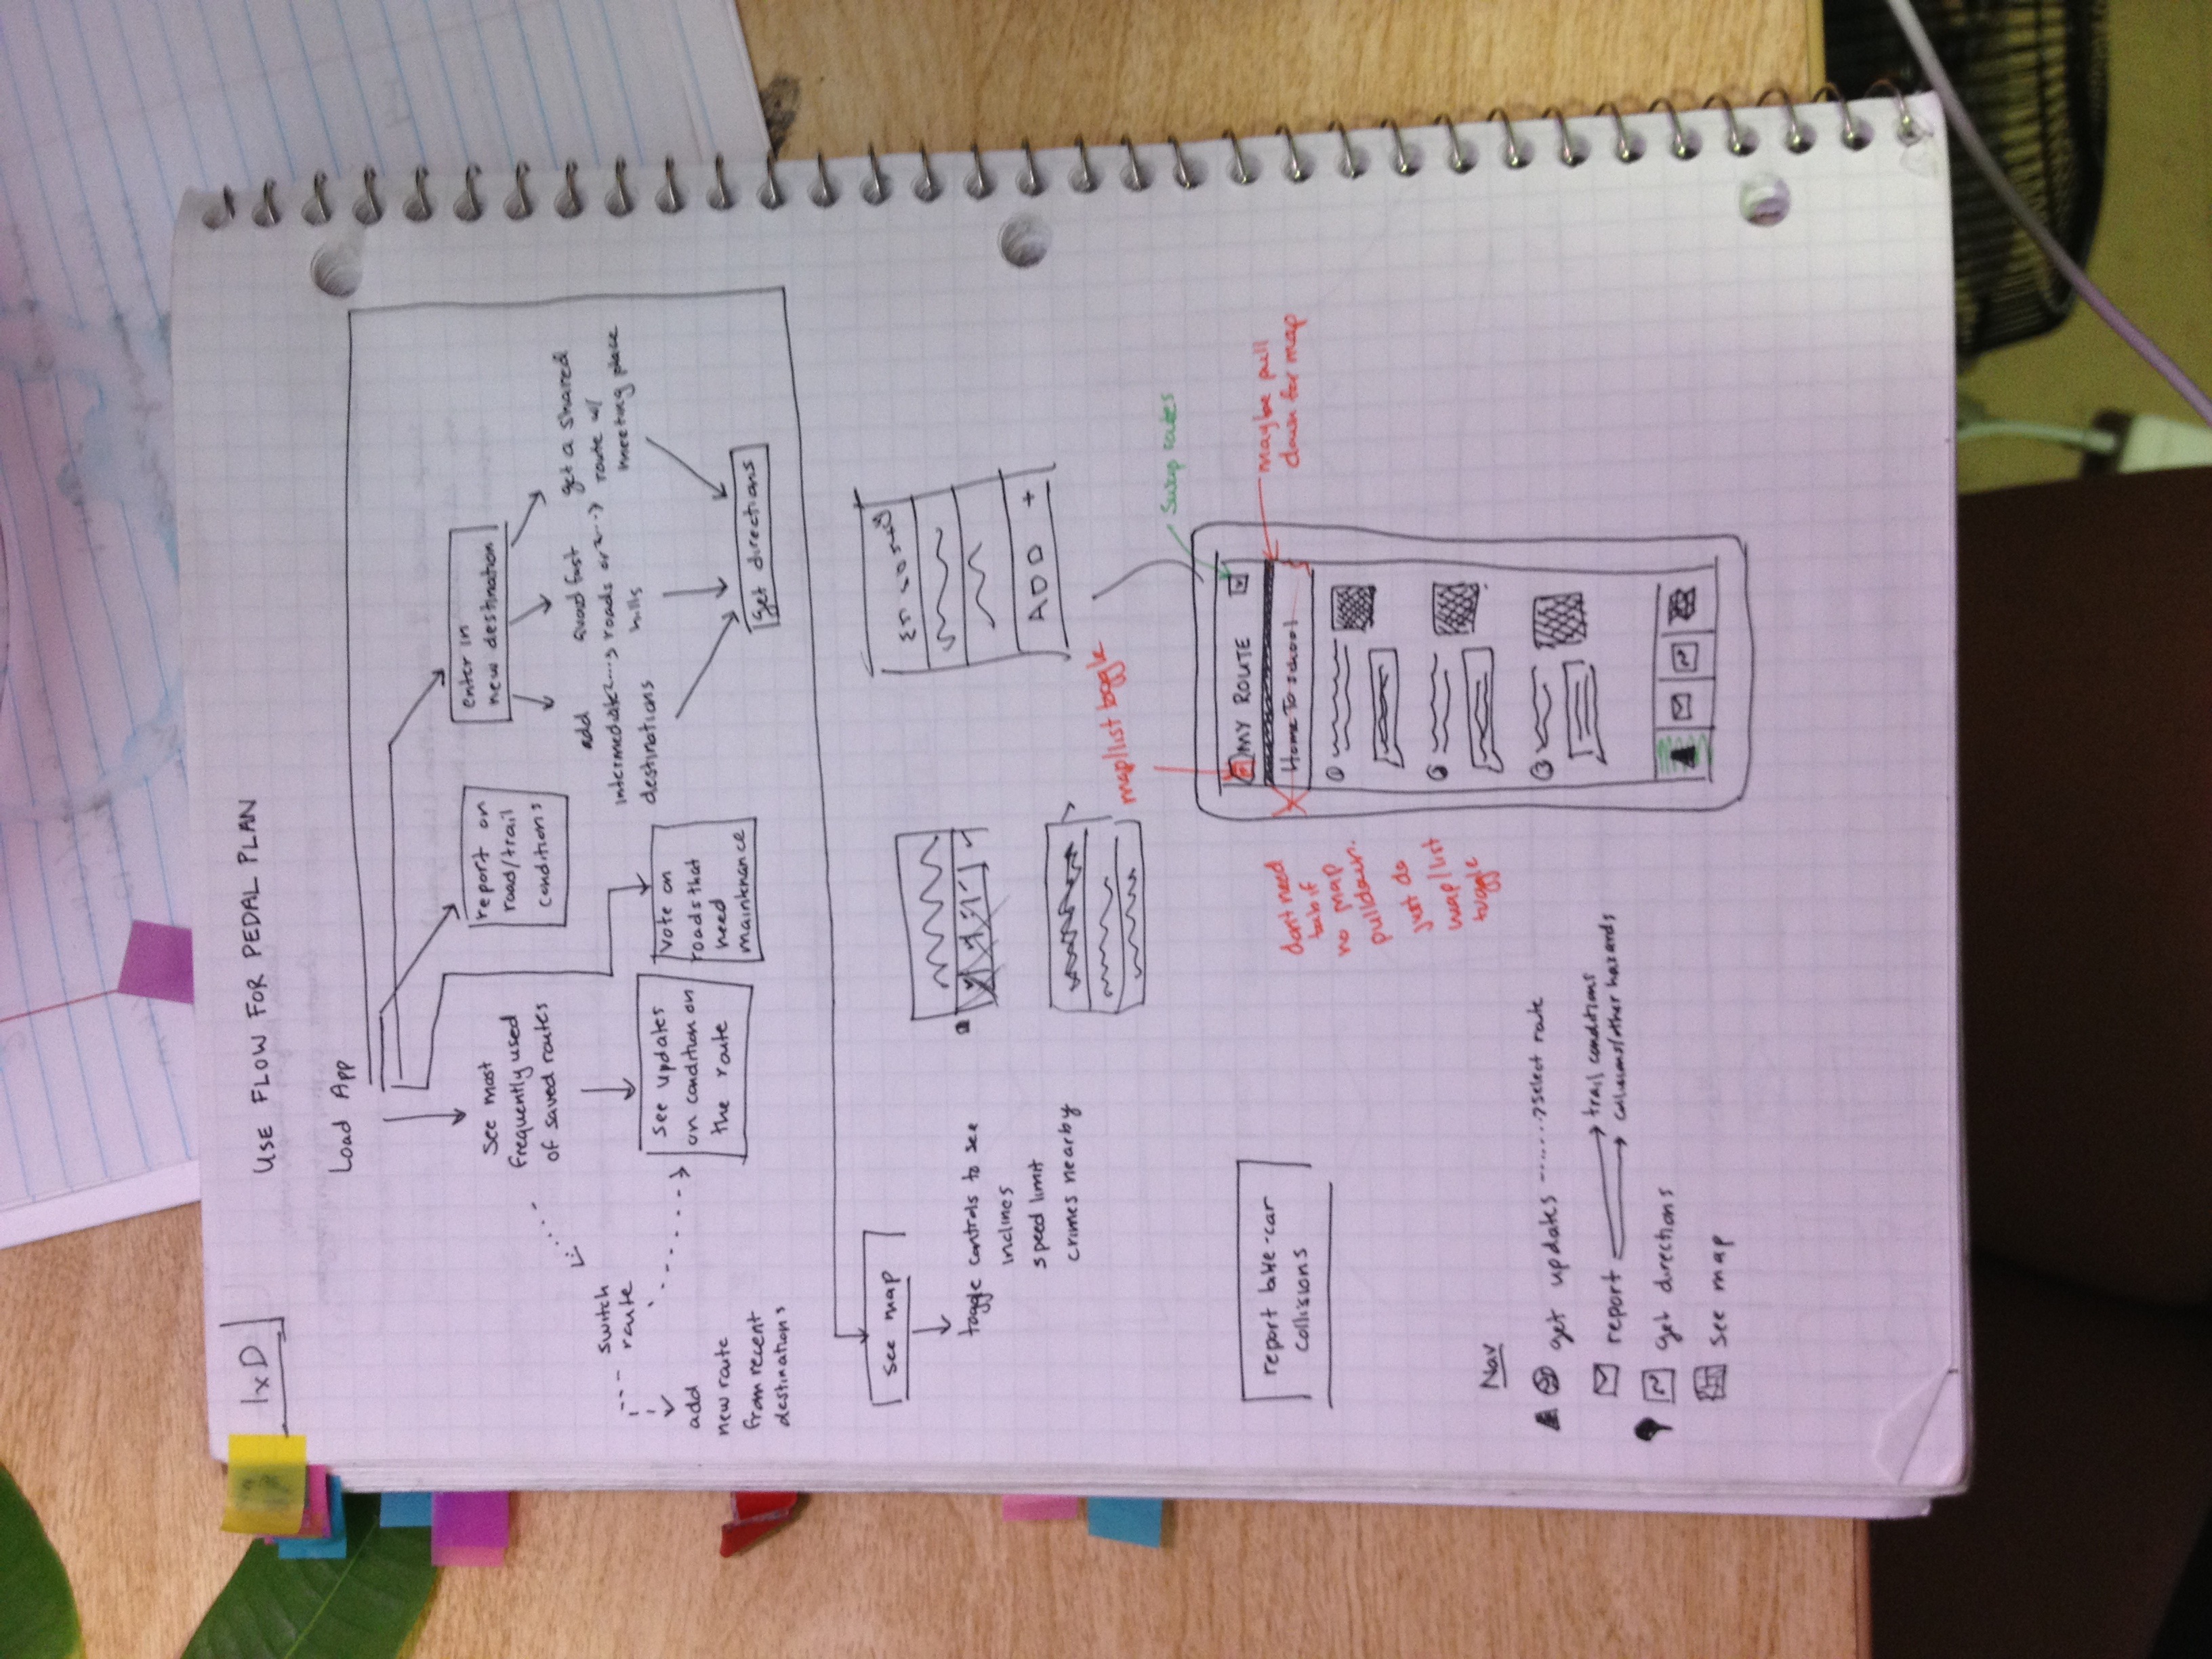 IxD
USE FLOW FOR PEDAL PLAN
Load App
See most
frequently used
of saved routes
report on
road/trail
conditions
enter in
new destination
switch
route
add
new route
from recent
destinations
see updates
on condition on
the route
Vote on
roads that
need
maintnance
add
intermediate
destinations
avoid fast
roads or
hills
get a shared
route w/
meeting place
get directions
see map
toggle controls to see
inclines
speed limit
crimes nearby
ADD +
map/list toggle
Swap routes
MY ROUTE
Home To school
maybe pull
down for map
dont need
tab if
no map
pulldown.
just do
map/list
toggle
1
2
3
report bike-car
collisions
Nav
get updates select route
report trail conditions
collisions/other hazards
get directions
see map